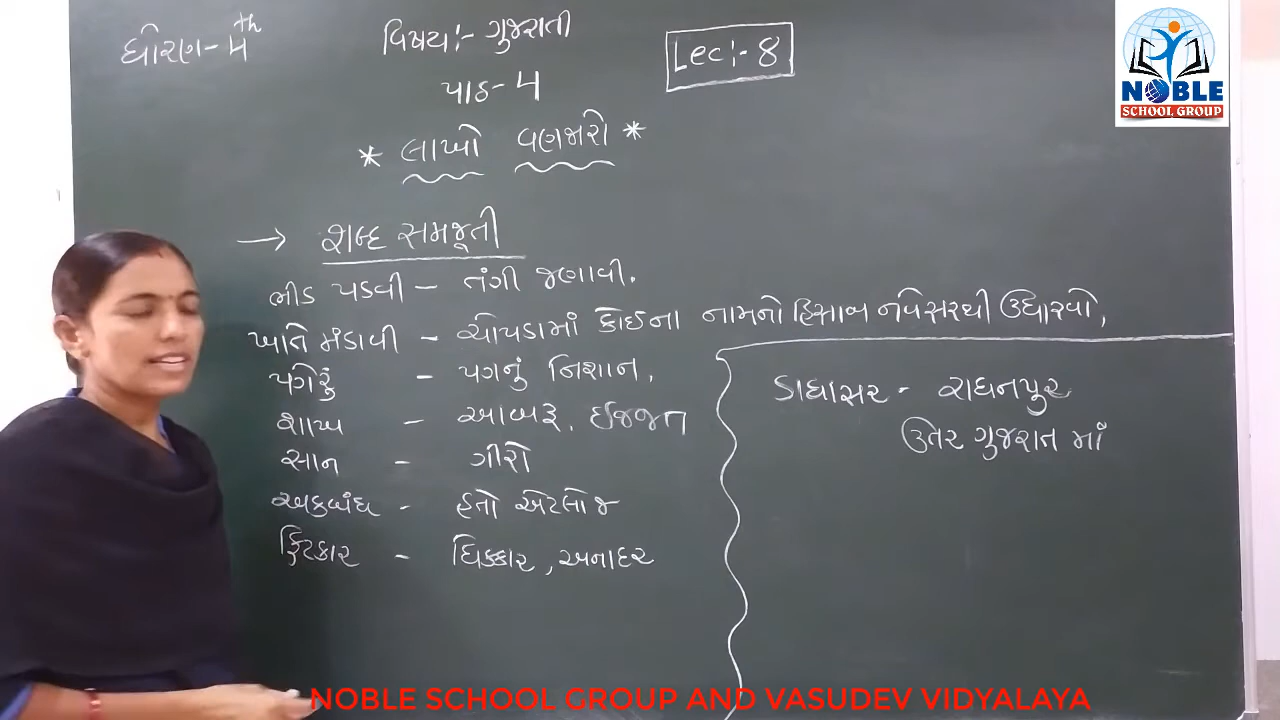 ધોરણ - ૫th
વિષય:- ગુજરાતી
Lec:- 8
પાઠ - ૫
* લાખો વણજારો *
NOBLE
SCHOOL GROUP
→ શબ્દ સમજૂતી
ભીડ પડવી - તંગી જણાવી.
ખાતે મંડાવી - ચોપડામાં કોઈના નામનો હિસાબ નવેસરથી ઉધારવો,
પગેરું - પગનું નિશાન.
શાખ - આબરૂ, ઈજ્જત
સાન - ગીરો
અકબંધ - હતો એટલોજ
ફિટકાર - ધિક્કાર, અનાદર
ડાઘાસર - રાધનપુર
ઉત્તર ગુજરાત માં
NOBLE SCHOOL GROUP AND VASUDEV VIDYALAYA